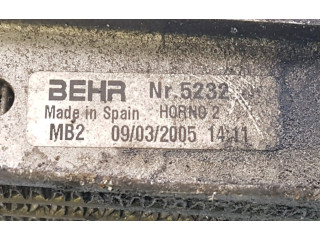 BEHR Nr.5232
Made in Spain HORNO 2
MB2 09/03/2005 14:11